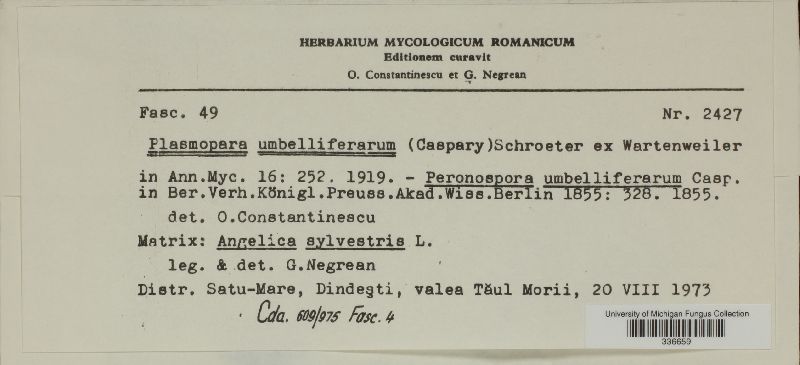 HERBARIUM MYCOLOGICUM ROMANICUM
Editionem curavit
O. Constantinescu et G. Negrean
Fasc. 49 Nr. 2427
Plasmopara umbelliferarum (Caspary)Schroeter ex Wartenweiler
in Ann.Myc. 16: 252. 1919. - Peronospora umbelliferarum Casp.
in Ber.Verh.Königl.Preuss.Akad.Wiss.Berlin 1855: 328. 1855.
det. O.Constantinescu
Matrix: Angelica sylvestris L.
leg. & det. G.Negrean
Distr. Satu-Mare, Dindeşti, valea Tăul Morii, 20 VIII 1973
Cda. 609/975 Fasc. 4
University of Michigan Fungus Collection
336659